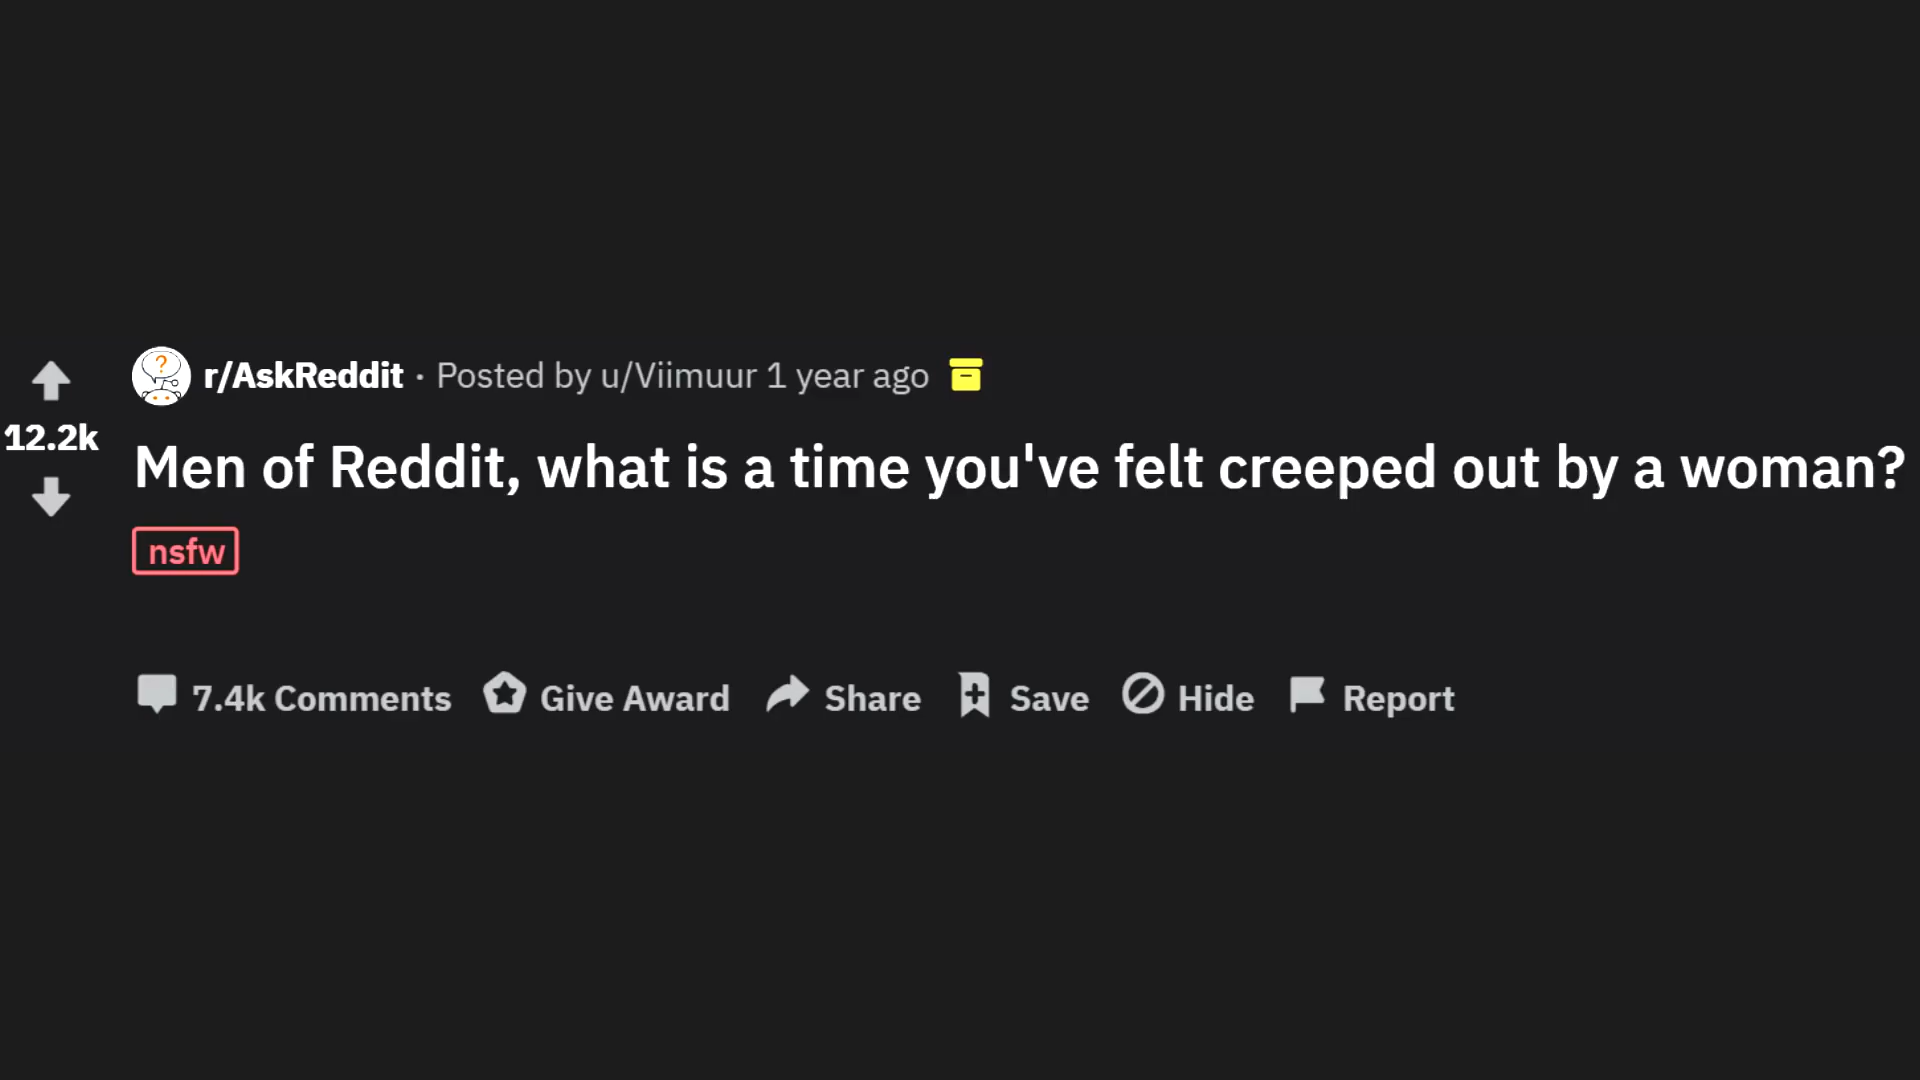 r/AskReddit · Posted by u/Viimuur 1 year ago
12.2k
Men of Reddit, what is a time you've felt creeped out by a woman?
nsfw
7.4k Comments Give Award Share Save Hide Report